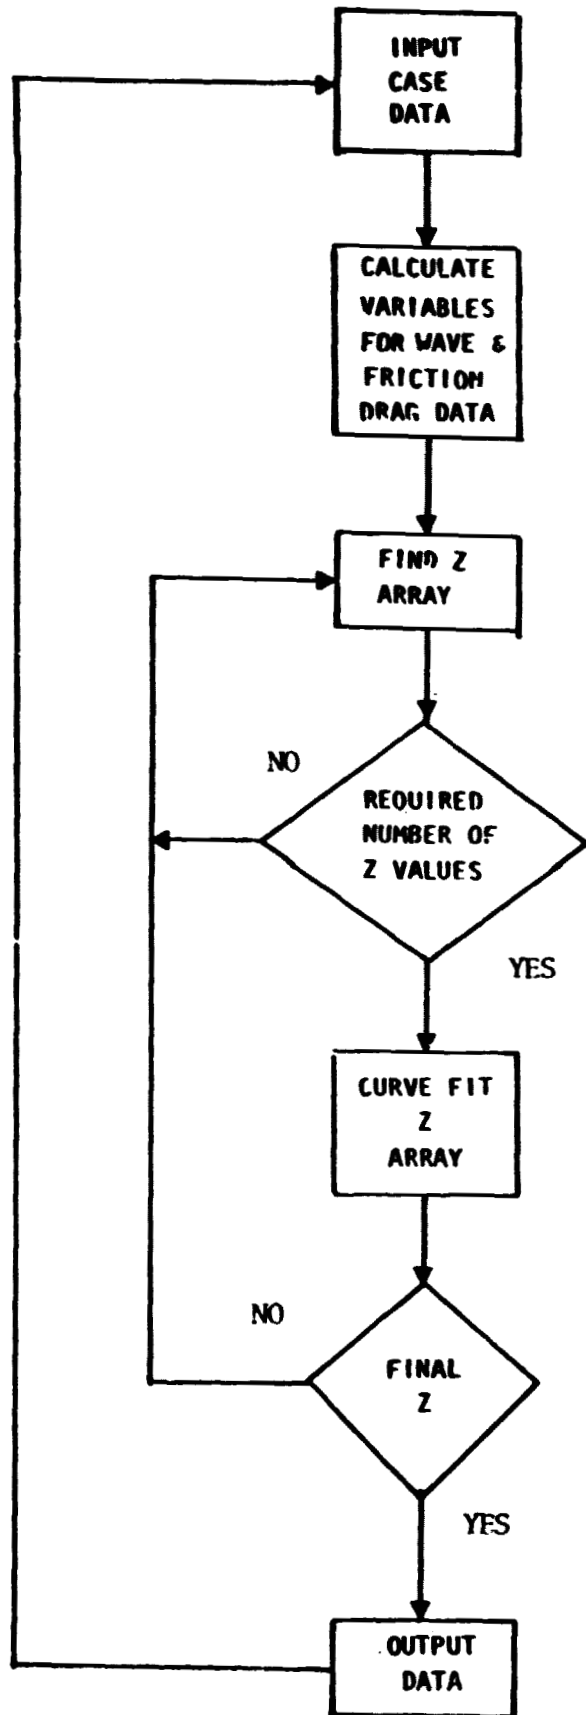 INPUT
CASE
DATA
CALCULATE
VARIABLES
FOR WAVE &
FRICTION
DRAG DATA
FIND Z
ARRAY
NO
REQUIRED
NUMBER OF
Z VALUES
YES
CURVE FIT
Z
ARRAY
NO
FINAL
Z
YES
OUTPUT
DATA